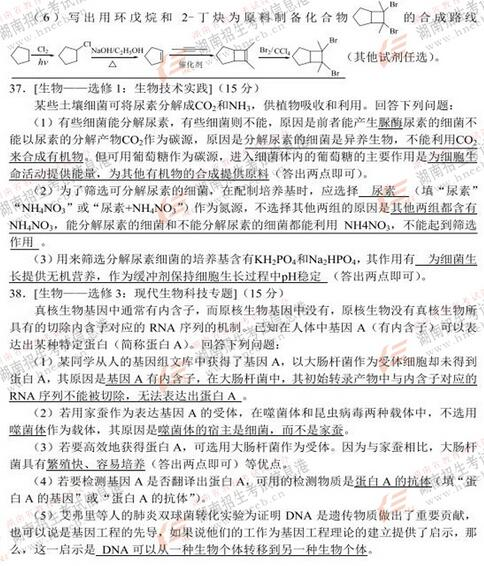 （6）写出用环戊烷和 2-丁炔为原料制备化合物 Br Br 的合成路线
Cl2 hν Cl NaOH/C2H5OH △ 催化剂 Br2/CCl4 Br Br （其他试剂任选）。
37．[生物——选修 1：生物技术实践]（15 分）
某些土壤细菌可将尿素分解成CO2和NH3，供植物吸收和利用。回答下列问题：
（1）有些细菌能分解尿素，有些细菌则不能，原因是前者能产生脲酶尿素的细菌不
能以尿素的分解产物CO2作为碳源，原因是分解尿素的细菌是异养生物，不能利用CO2
来合成有机物。但可用葡萄糖作为碳源，进入细菌体内的葡萄糖的主要作用是为细胞生
命活动提供能量，为其他有机物的合成提供原料（答出两点即可）。
（2）为了筛选可分解尿素的细菌，在配制培养基时，应选择 尿素 （填“尿素”
“NH4NO3”或“尿素+NH4NO3”）作为氮源，不选择其他两组的原因是其他两组都含有
NH4NO3，能分解尿素的细菌和不能分解尿素的细菌都能利用 NH4NO3，不能起到筛选
作用 。
（3）用来筛选分解尿素细菌的培养基含有KH2PO4和Na2HPO4，其作用有 为细菌生
长提供无机营养，作为缓冲剂保持细胞生长过程中pH稳定 （答出两点即可）。
38．[生物——选修 3：现代生物科技专题]（15 分）
真核生物基因中通常有内含子，而原核生物基因中没有，原核生物没有真核生物所
具有的切除内含子对应的 RNA 序列的机制。已知在人体中基因 A（有内含子）可以表
达出某种特定蛋白（简称蛋白 A）。回答下列问题：
（1）某同学从人的基因组文库中获得了基因 A，以大肠杆菌作为受体细胞却未得到
蛋白 A，其原因是基因 A 有内含子，在大肠杆菌中，其初始转录产物中与内含子对应的
RNA 序列不能被切除，无法表达出蛋白 A 。
（2）若用家蚕作为表达基因 A 的受体，在噬菌体和昆虫病毒两种载体中，不选用
噬菌体作为载体，其原因是噬菌体的宿主是细菌，而不是家蚕。
（3）若要高效地获得蛋白 A，可选用大肠杆菌作为受体。因为与家蚕相比，大肠杆
菌具有繁殖快、容易培养（答出两点即可）等优点。
（4）若要检测基因 A 是否翻译出蛋白 A，可用的检测物质是蛋白 A 的抗体（填“蛋
白 A 的基因”或“蛋白 A 的抗体”）。
（5）艾弗里等人的肺炎双球菌转化实验为证明 DNA 是遗传物质做出了重要贡献，
也可以说是基因工程的先导，如果说他们的工作为基因工程理论的建立提供了启示，那
么，这一启示是 DNA 可以从一种生物个体转移到另一种生物个体。